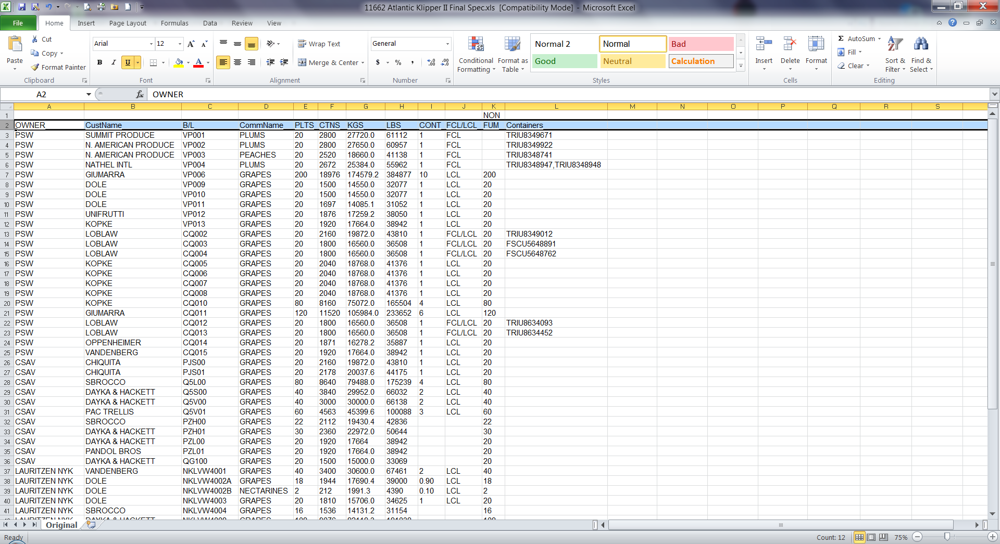 11662 Atlantic Klipper II Final Spec.xls [Compatibility Mode] - Microsoft Excel
File Home Insert Page Layout Formulas Data Review View
Paste Cut Copy Format Painter Clipboard
Arial 12 B I U Font
Wrap Text Merge & Center Alignment
General $ % , Number
Conditional Formatting Format as Table
Normal 2 Normal Bad
Good Neutral Calculation
Styles
Insert Delete Format Cells
Σ AutoSum Fill Clear Sort & Filter Find & Select Editing
A2 fx OWNER
A B C D E F G H I J K L M N O P Q R S
1 NON
2 OWNER CustName B/L CommName PLTS CTNS KGS LBS CONT FCL/LCL FUM Containers
3 PSW SUMMIT PRODUCE VP001 PLUMS 20 2800 27720.0 61112 1 FCL TRIU8349671
4 PSW N. AMERICAN PRODUCE VP002 PLUMS 20 2800 27650.0 60957 1 FCL TRIU8349922
5 PSW N. AMERICAN PRODUCE VP003 PEACHES 20 2520 18660.0 41138 1 FCL TRIU8348741
6 PSW NATHEL INTL VP004 PLUMS 20 2672 25384.0 55962 1 FCL TRIU8348947,TRIU8348948
7 PSW GIUMARRA VP006 GRAPES 200 18976 174579.2 384877 10 LCL 200
8 PSW DOLE VP009 GRAPES 20 1500 14550.0 32077 1 LCL 20
9 PSW DOLE VP010 GRAPES 20 1500 14550.0 32077 1 LCL 20
10 PSW DOLE VP011 GRAPES 20 1697 14085.1 31052 1 LCL 20
11 PSW UNIFRUTTI VP012 GRAPES 20 1876 17259.2 38050 1 LCL 20
12 PSW KOPKE VP013 GRAPES 20 1920 17664.0 38942 1 LCL 20
13 PSW LOBLAW CQ002 GRAPES 20 2160 19872.0 43810 1 FCL/LCL 20 TRIU8349012
14 PSW LOBLAW CQ003 GRAPES 20 1800 16560.0 36508 1 FCL/LCL 20 FSCU5648891
15 PSW LOBLAW CQ004 GRAPES 20 1800 16560.0 36508 1 FCL/LCL 20 FSCU5648762
16 PSW KOPKE CQ005 GRAPES 20 2040 18768.0 41376 1 LCL 20
17 PSW KOPKE CQ006 GRAPES 20 2040 18768.0 41376 1 LCL 20
18 PSW KOPKE CQ007 GRAPES 20 2040 18768.0 41376 1 LCL 20
19 PSW KOPKE CQ008 GRAPES 20 2040 18768.0 41376 1 LCL 20
20 PSW KOPKE CQ010 GRAPES 80 8160 75072.0 165504 4 LCL 80
21 PSW GIUMARRA CQ011 GRAPES 120 11520 105984.0 233652 6 LCL 120
22 PSW LOBLAW CQ012 GRAPES 20 1800 16560.0 36508 1 FCL/LCL 20 TRIU8634093
23 PSW LOBLAW CQ013 GRAPES 20 1800 16560.0 36508 1 FCL/LCL 20 TRIU8634452
24 PSW OPPENHEIMER CQ014 GRAPES 20 1871 16278.2 35887 1 LCL 20
25 PSW VANDENBERG CQ015 GRAPES 20 1920 17664.0 38942 1 LCL 20
26 CSAV CHIQUITA PJS00 GRAPES 20 2160 19872.0 43810 1 LCL 20
27 CSAV CHIQUITA PJS01 GRAPES 20 2178 20037.6 44175 1 LCL 20
28 CSAV SBROCCO Q5L00 GRAPES 80 8640 79488.0 175239 4 LCL 80
29 CSAV DAYKA & HACKETT Q5S00 GRAPES 40 3840 29952.0 66032 2 LCL 40
30 CSAV DAYKA & HACKETT Q5V00 GRAPES 40 3000 30000.0 66138 2 LCL 40
31 CSAV PAC TRELLIS Q5V01 GRAPES 60 4563 45399.6 100088 3 LCL 60
32 CSAV SBROCCO PZH00 GRAPES 22 2112 19430.4 42836 22
33 CSAV DAYKA & HACKETT PZH01 GRAPES 30 2360 22972.0 50644 30
34 CSAV DAYKA & HACKETT PZL00 GRAPES 20 1920 17664 38942 20
35 CSAV PANDOL BROS PZL01 GRAPES 20 1920 17664.0 38942 20
36 CSAV DAYKA & HACKETT QG100 GRAPES 20 1500 15000.0 33069 20
37 LAURITZEN NYK VANDENBERG NKLVW4001 GRAPES 40 3400 30600.0 67461 2 LCL 40
38 LAURITZEN NYK DOLE NKLVW4002A GRAPES 18 1944 17690.4 39000 0.90 LCL 18
39 LAURITZEN NYK DOLE NKLVW4002B NECTARINES 2 212 1991.3 4390 0.10 LCL 2
40 LAURITZEN NYK DOLE NKLVW4003 GRAPES 20 1810 15706.0 34625 1 LCL 20
41 LAURITZEN NYK SBROCCO NKLVW4004 GRAPES 16 1536 14131.2 31154 16
LAURITZEN NYK DAYKA & HACKETT GRAPES
Original
Ready Count: 12 75%